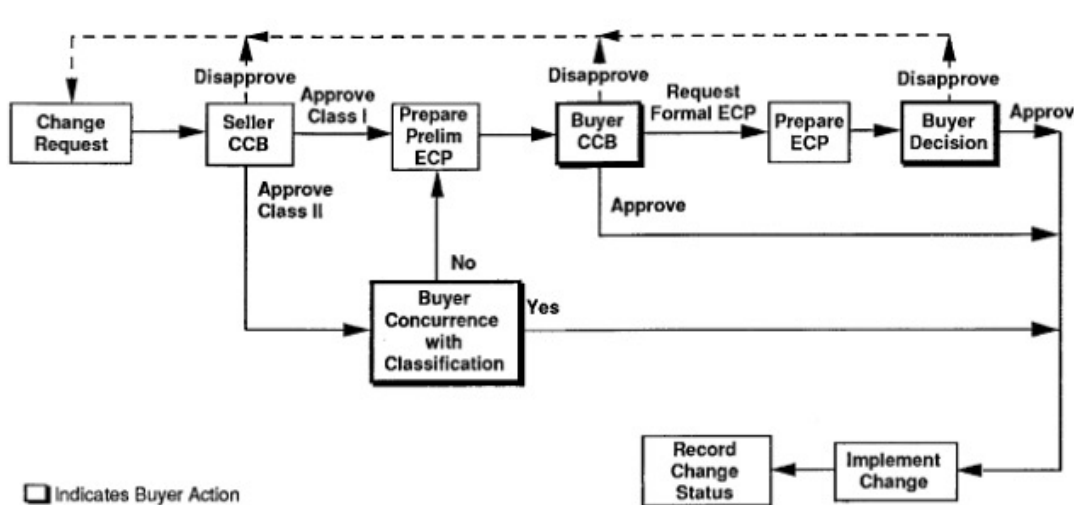 Disapprove
Disapprove
Disapprove
Change
Request
Seller
CCB
Approve
Class I
Prepare
Prelim
ECP
Buyer
CCB
Request
Formal ECP
Prepare
ECP
Buyer
Decision
Approv
Approve
Class II
Approve
No
Yes
Buyer
Concurrence
with
Classification
Record
Change
Status
Implement
Change
Indicates Buyer Action